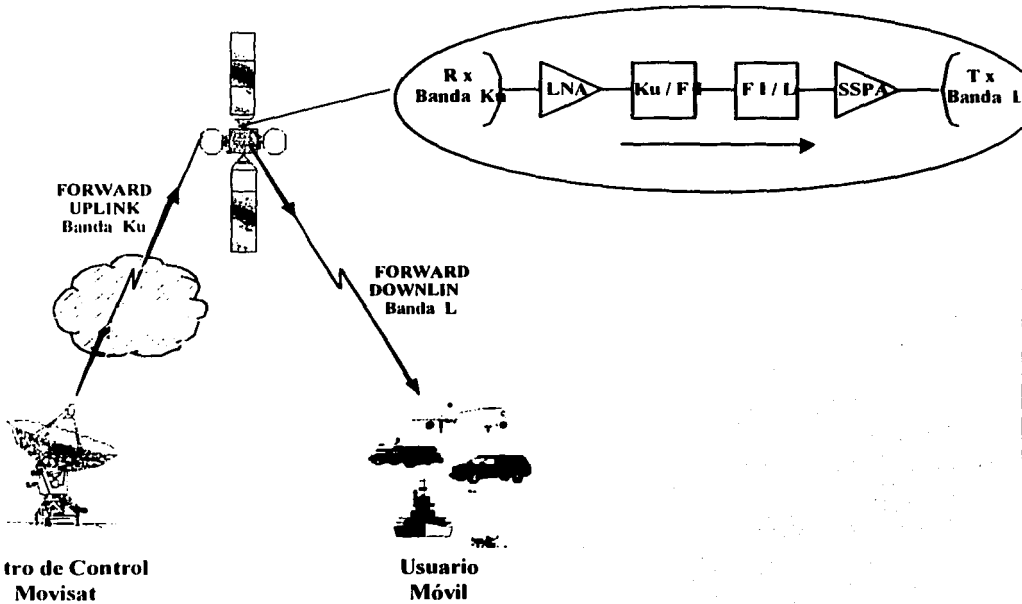 R x
Banda Ku
LNA
Ku / F I
F I / L
SSPA
T x
Banda L
FORWARD
UPLINK
Banda Ku
FORWARD
DOWNLIN
Banda L
tro de Control
Movisat
Usuario
Móvil